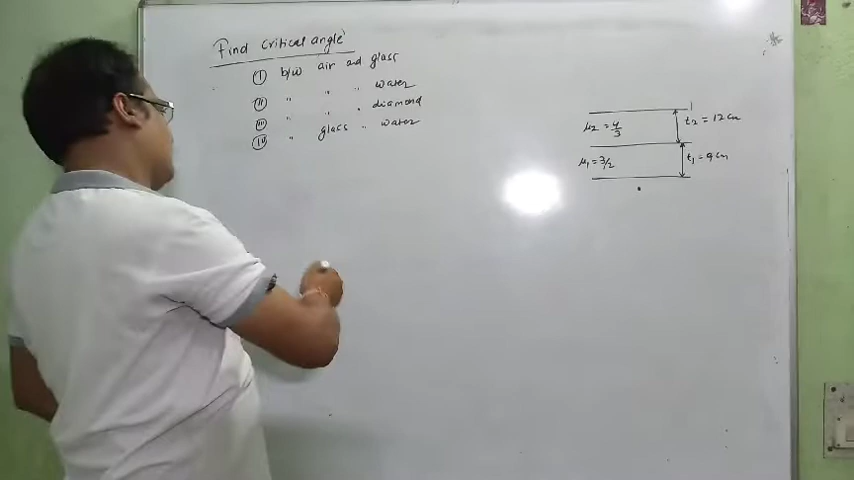 Find critical angle
(i) b/w air and glass
(ii) " " " water
(iii) " " " diamond
(iv) " glass " water
μ2 = 4/3 t2 = 12 cm
μ1 = 3/2 t1 = 9 cm